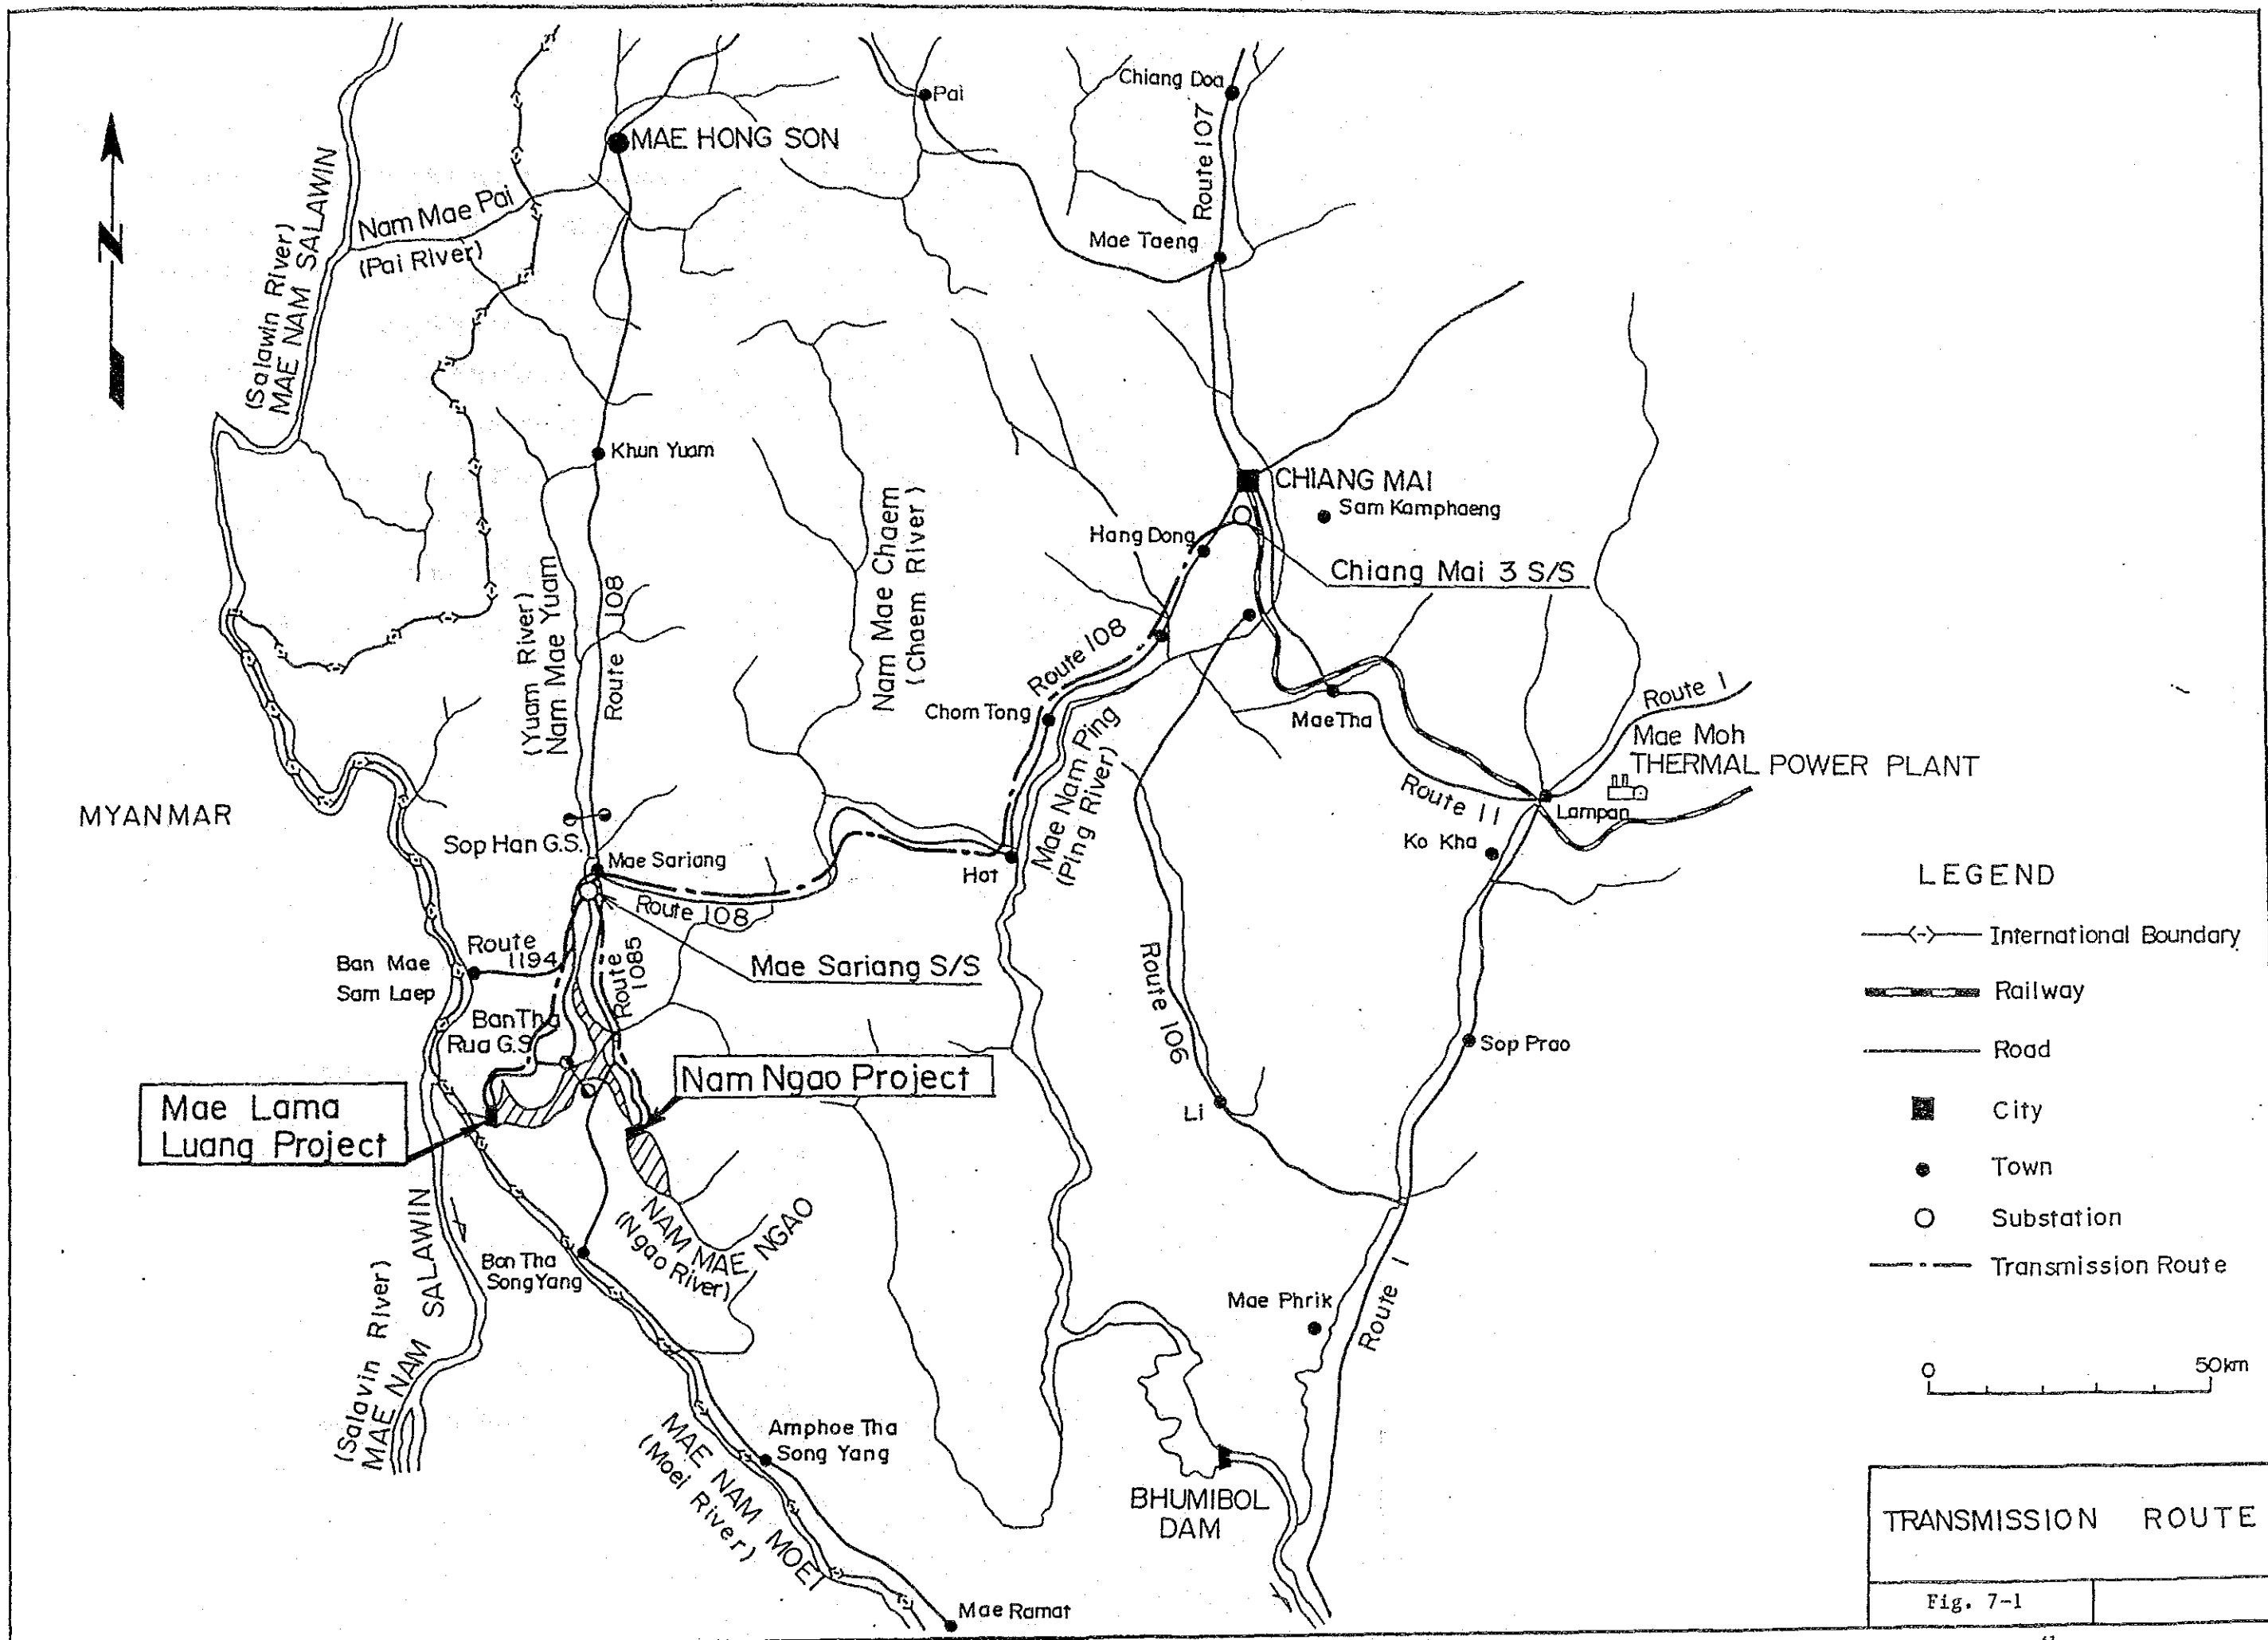 Chiang Doa
Pai
MAE HONG SON
Route 107
N
Nam Mae Pai
(Pai River)
(Salawin River)
MAE NAM SALAWIN
Mae Taeng
Khun Yuam
CHIANG MAI
Sam Kamphaeng
Hang Dong
Chiang Mai 3 S/S
Nam Mae Chaem
(Chaem River)
(Yuam River)
Nam Mae Yuam
Route 108
Route 108
Chom Tong
Mae Nam Ping
(Ping River)
Mae Tha
Route 1
Mae Moh
THERMAL POWER PLANT
Route 11
Lampan
Ko Kha
MYANMAR
Sop Han G.S.
Mae Sariang
Hot
Route 108
Route
1194
Route
1085
Mae Sariang S/S
Ban Mae
Sam Laep
Ban Tha
Rua G.S
Route 106
Sop Prao
Nam Ngao Project
Mae Lama
Luang Project
Li
NAM MAE NGAO
(Ngao River)
Ban Tha
Song Yang
(Salavin River)
MAE NAM SALAWIN
Mae Phrik
Route 1
Amphoe Tha
Song Yang
MAE NAM MOEI
(Moei River)
BHUMIBOL
DAM
Mae Ramat
LEGEND
International Boundary
Railway
Road
City
Town
Substation
Transmission Route
0 50km
TRANSMISSION ROUTE
Fig. 7-1